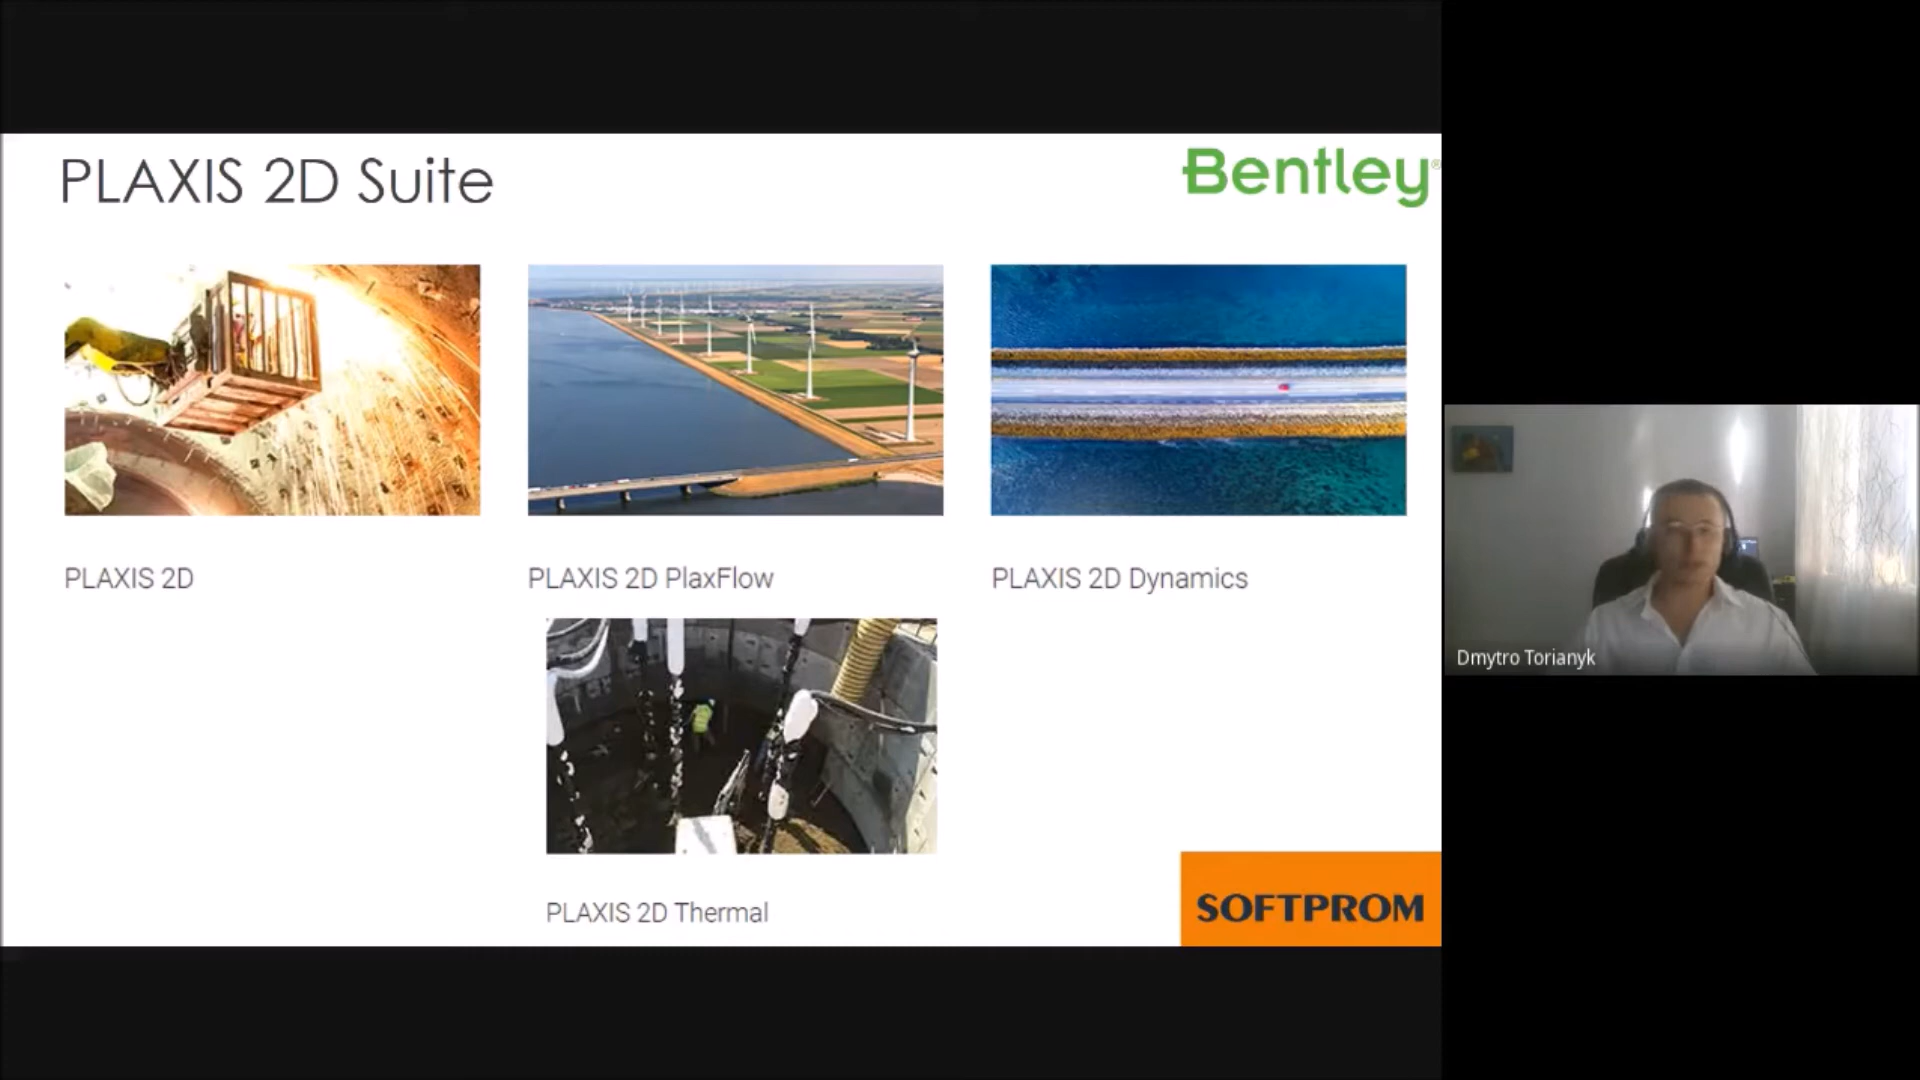 PLAXIS 2D Suite
Bentley®
PLAXIS 2D
PLAXIS 2D PlaxFlow
PLAXIS 2D Dynamics
PLAXIS 2D Thermal
SOFTPROM
Dmytro Torianyk